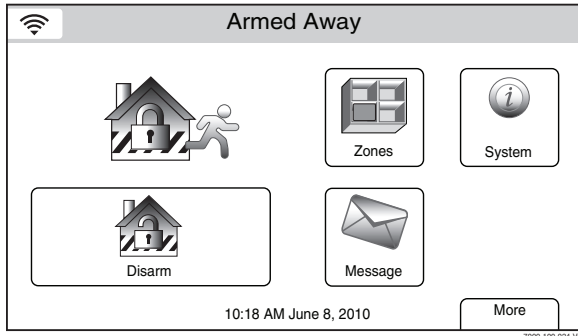 Armed Away
Zones
System
Disarm
Message
10:18 AM June 8, 2010
More